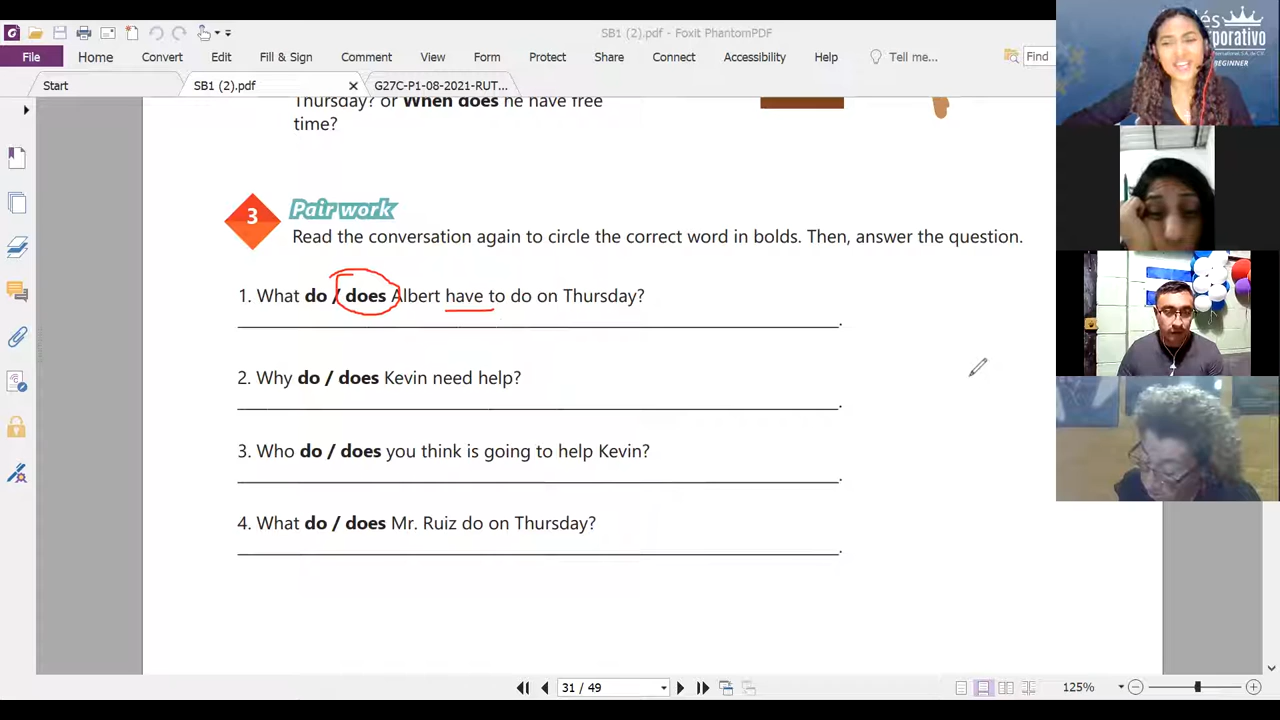 SB1 (2).pdf - Foxit PhantomPDF
File Home Convert Edit Fill & Sign Comment View Form Protect Share Connect Accessibility Help Tell me... Find
Start SB1 (2).pdf G27C-P1-08-2021-RUT...
Thursday? or When does he have free
time?
3 Pair work
Read the conversation again to circle the correct word in bolds. Then, answer the question.
1. What do / does Albert have to do on Thursday?
.
2. Why do / does Kevin need help?
.
3. Who do / does you think is going to help Kevin?
.
4. What do / does Mr. Ruiz do on Thursday?
.
31 / 49
125%
BEGINNER